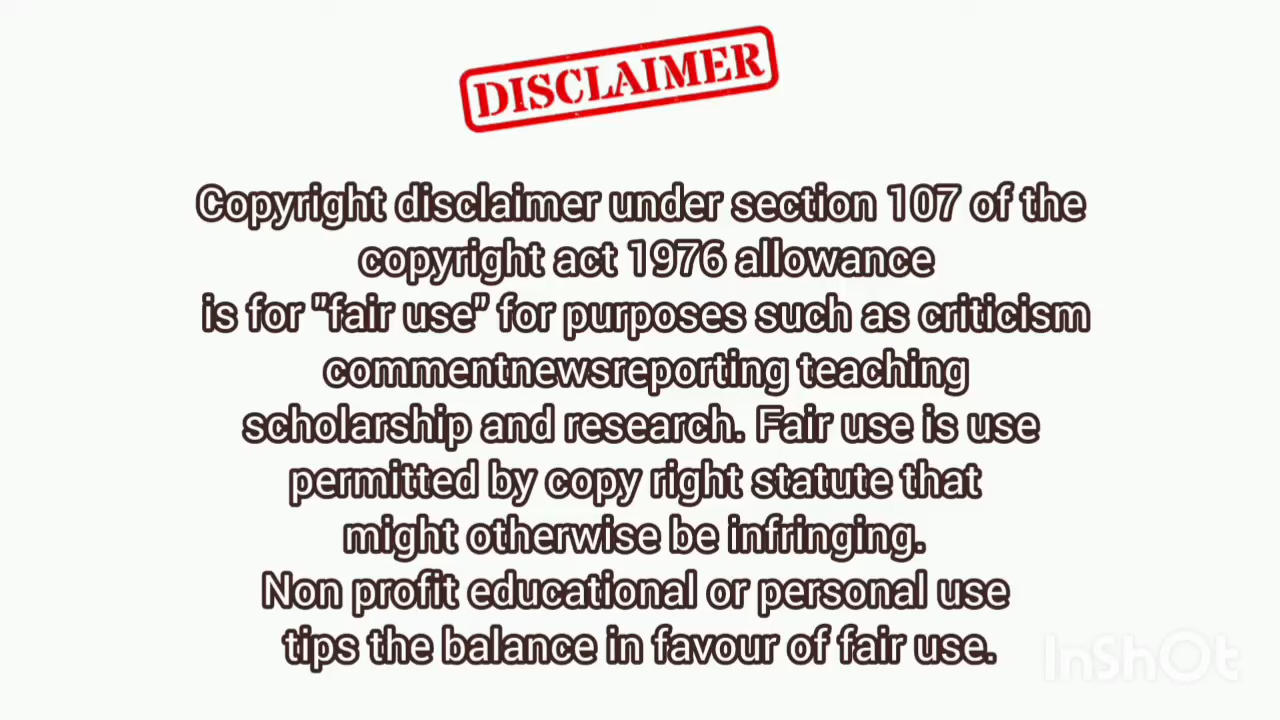 DISCLAIMER
Copyright disclaimer under section 107 of the
copyright act 1976 allowance
is for "fair use" for purposes such as criticism
commentnewsreporting teaching
scholarship and research. Fair use is use
permitted by copy right statute that
might otherwise be infringing.
Non profit educational or personal use
tips the balance in favour of fair use.
InShOt